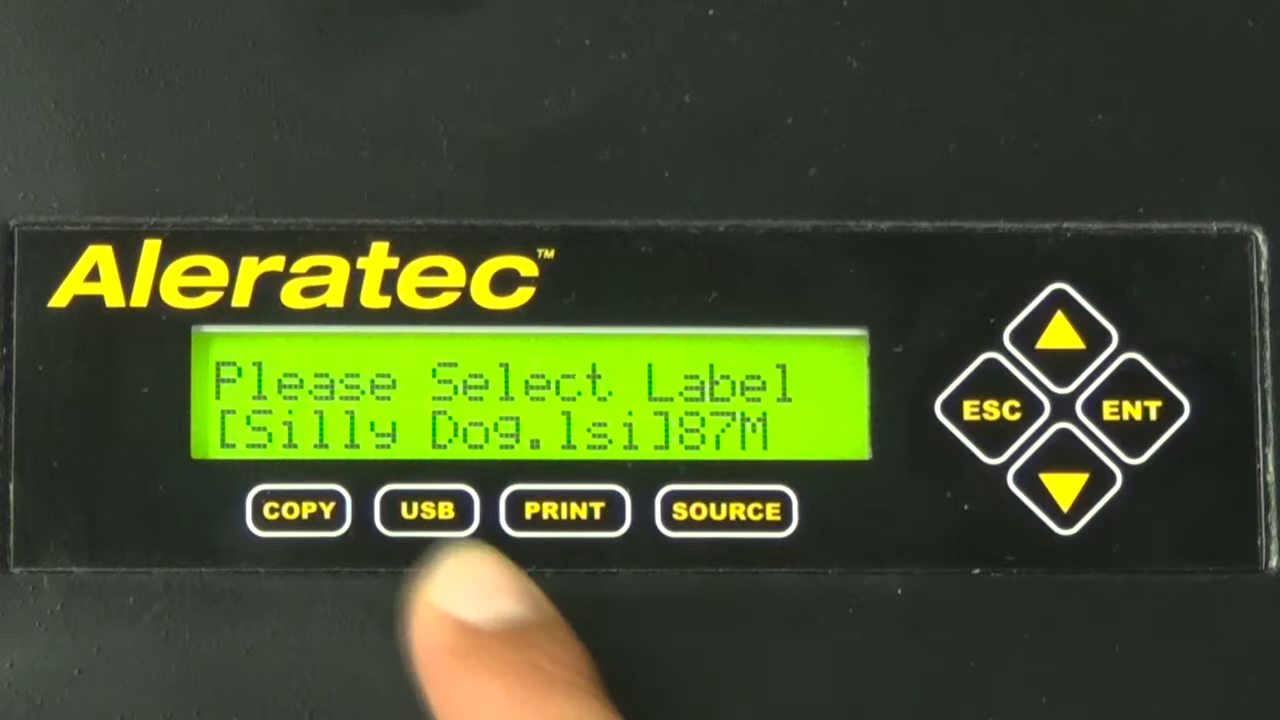 Aleratec™
Please Select Label
[Silly Dog.lsi]87M
COPY USB PRINT SOURCE
ESC ENT